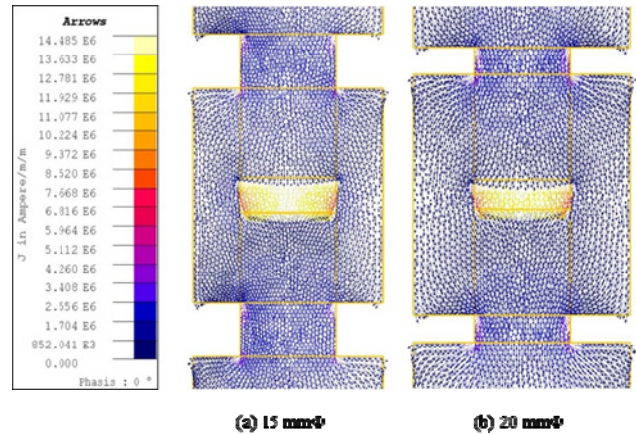 Arrows
J in Ampere/m/m
14.485 E6
13.633 E6
12.781 E6
11.929 E6
11.077 E6
10.224 E6
9.372 E6
8.520 E6
7.668 E6
6.816 E6
5.964 E6
5.112 E6
4.260 E6
3.408 E6
2.556 E6
1.704 E6
852.041 E3
0.000
Phasis : 0 °
(a) 15 mmΦ
(b) 20 mmΦ